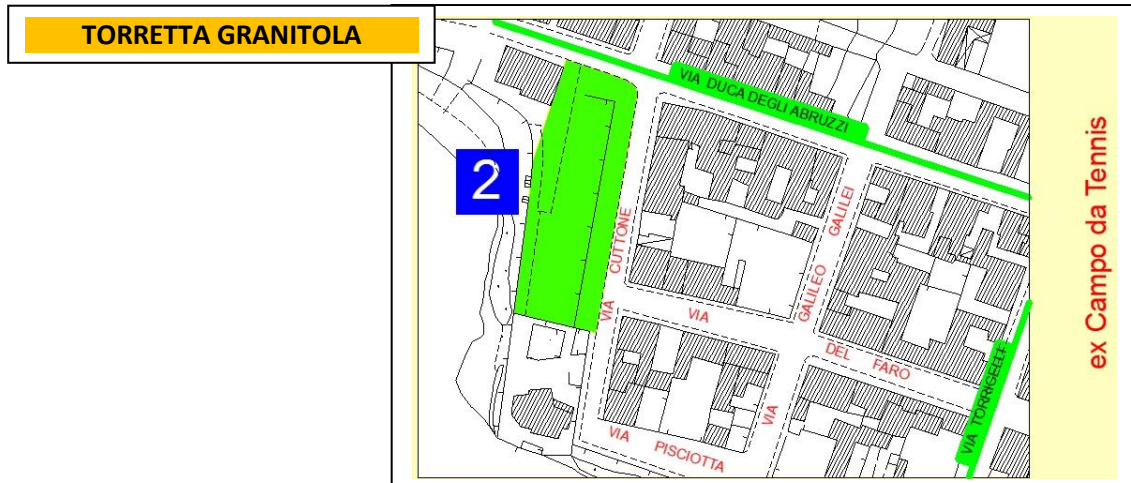 TORRETTA GRANITOLA
VIA DUCA DEGLI ABRUZZI
2
VIA CUTTONE
VIA GALILEO GALILEI
VIA DEL FARO
VIA TORRICELLI
VIA PISCIOTTA
ex Campo da Tennis